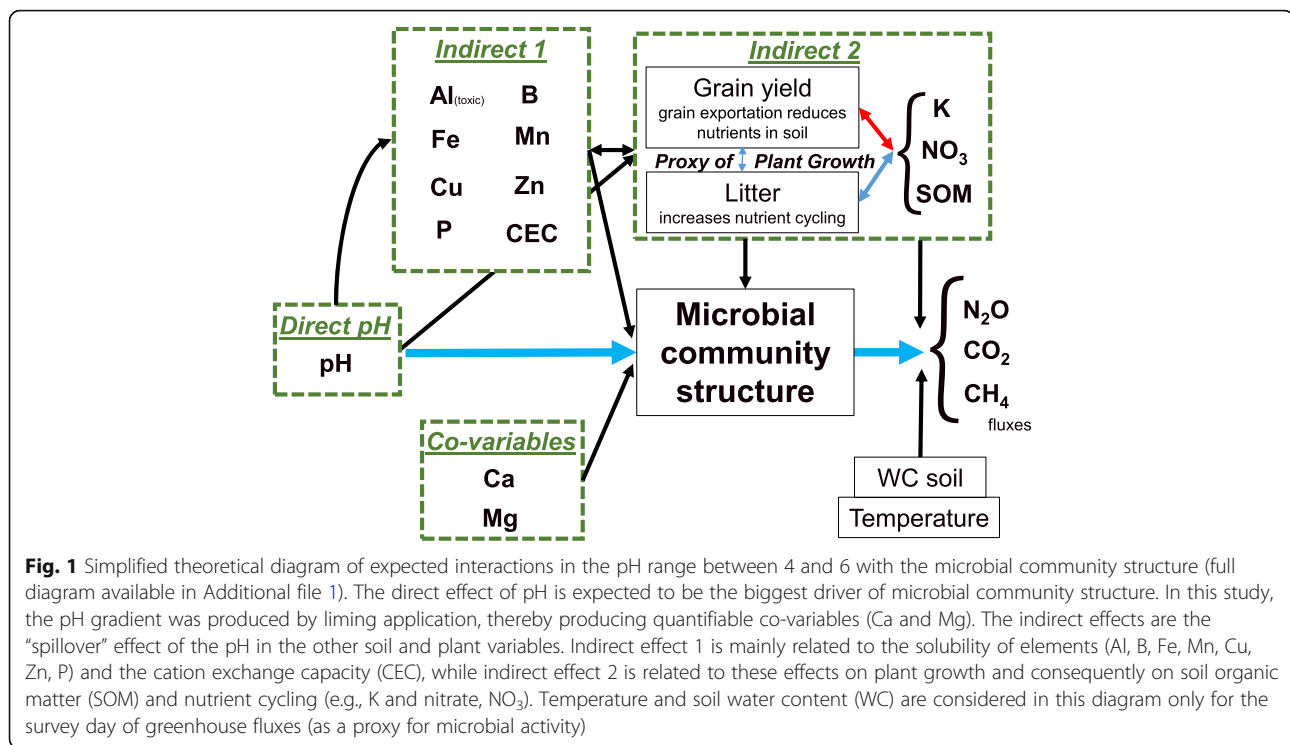 Indirect 1
Al(toxic) B
Fe Mn
Cu Zn
P CEC
Indirect 2
Grain yield
grain exportation reduces
nutrients in soil
Proxy of Plant Growth
Litter
increases nutrient cycling
K
NO3
SOM
Direct pH
pH
Microbial
community
structure
N2O
CO2
CH4
fluxes
Co-variables
Ca
Mg
WC soil
Temperature
Fig. 1 Simplified theoretical diagram of expected interactions in the pH range between 4 and 6 with the microbial community structure (full
diagram available in Additional file 1). The direct effect of pH is expected to be the biggest driver of microbial community structure. In this study,
the pH gradient was produced by liming application, thereby producing quantifiable co-variables (Ca and Mg). The indirect effects are the
“spillover” effect of the pH in the other soil and plant variables. Indirect effect 1 is mainly related to the solubility of elements (Al, B, Fe, Mn, Cu,
Zn, P) and the cation exchange capacity (CEC), while indirect effect 2 is related to these effects on plant growth and consequently on soil organic
matter (SOM) and nutrient cycling (e.g., K and nitrate, NO3). Temperature and soil water content (WC) are considered in this diagram only for the
survey day of greenhouse fluxes (as a proxy for microbial activity)